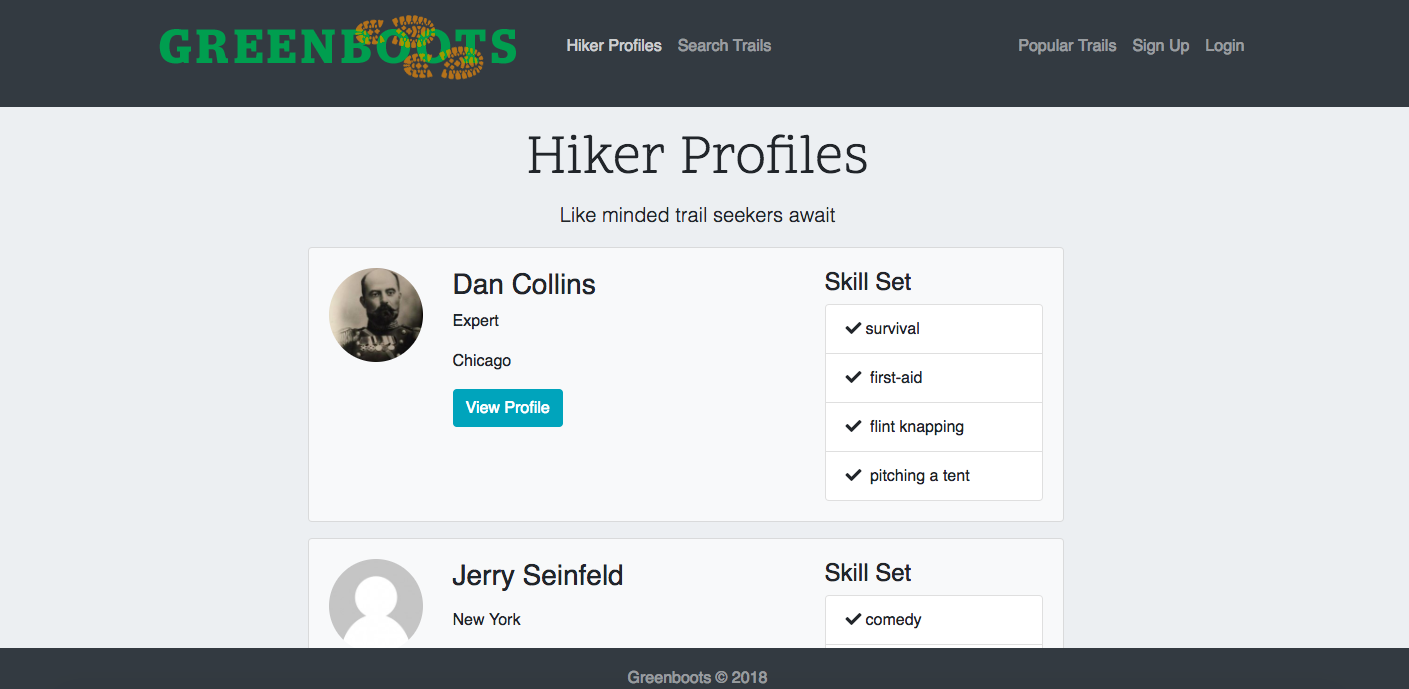 GREENBOOTS
Hiker Profiles
Search Trails
Popular Trails
Sign Up
Login
Hiker Profiles
Like minded trail seekers await
Dan Collins
Expert
Chicago
View Profile
Skill Set
survival
first-aid
flint knapping
pitching a tent
Jerry Seinfeld
New York
Skill Set
comedy
Greenboots © 2018